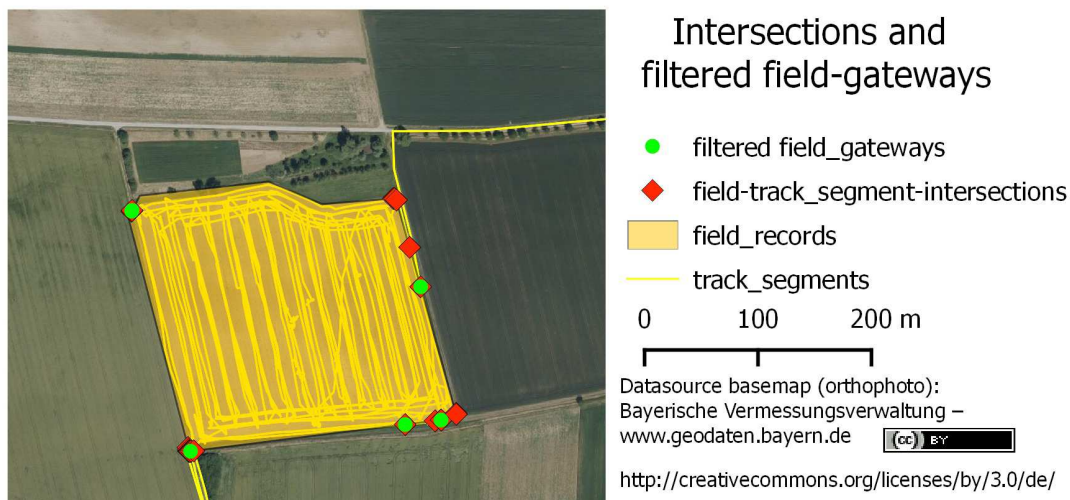 Intersections and
filtered field-gateways
filtered field_gateways
field-track_segment-intersections
field_records
track_segments
0 100 200 m
Datasource basemap (orthophoto):
Bayerische Vermessungsverwaltung –
www.geodaten.bayern.de (cc) BY
http://creativecommons.org/licenses/by/3.0/de/